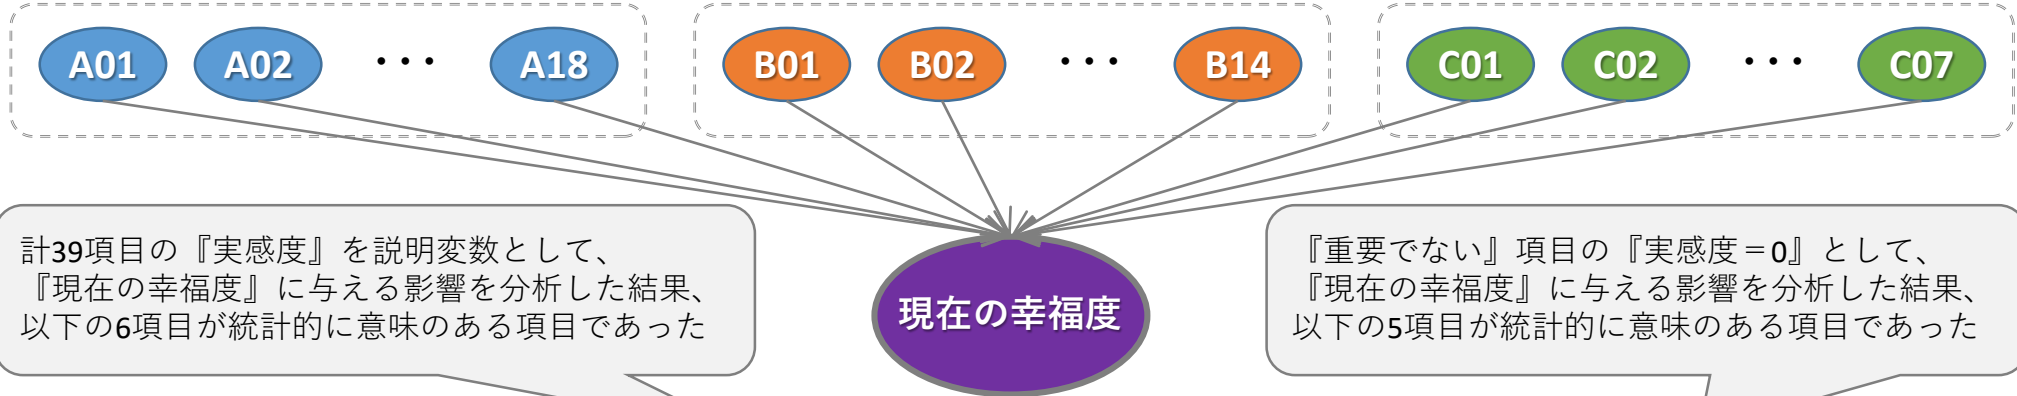 A01 A02 ・・・ A18 B01 B02 ・・・ B14 C01 C02 ・・・ C07
計39項目の『実感度』を説明変数として、
『現在の幸福度』に与える影響を分析した結果、
以下の6項目が統計的に意味のある項目であった
現在の幸福度
『重要でない』項目の『実感度＝0』として、
『現在の幸福度』に与える影響を分析した結果、
以下の5項目が統計的に意味のある項目であった